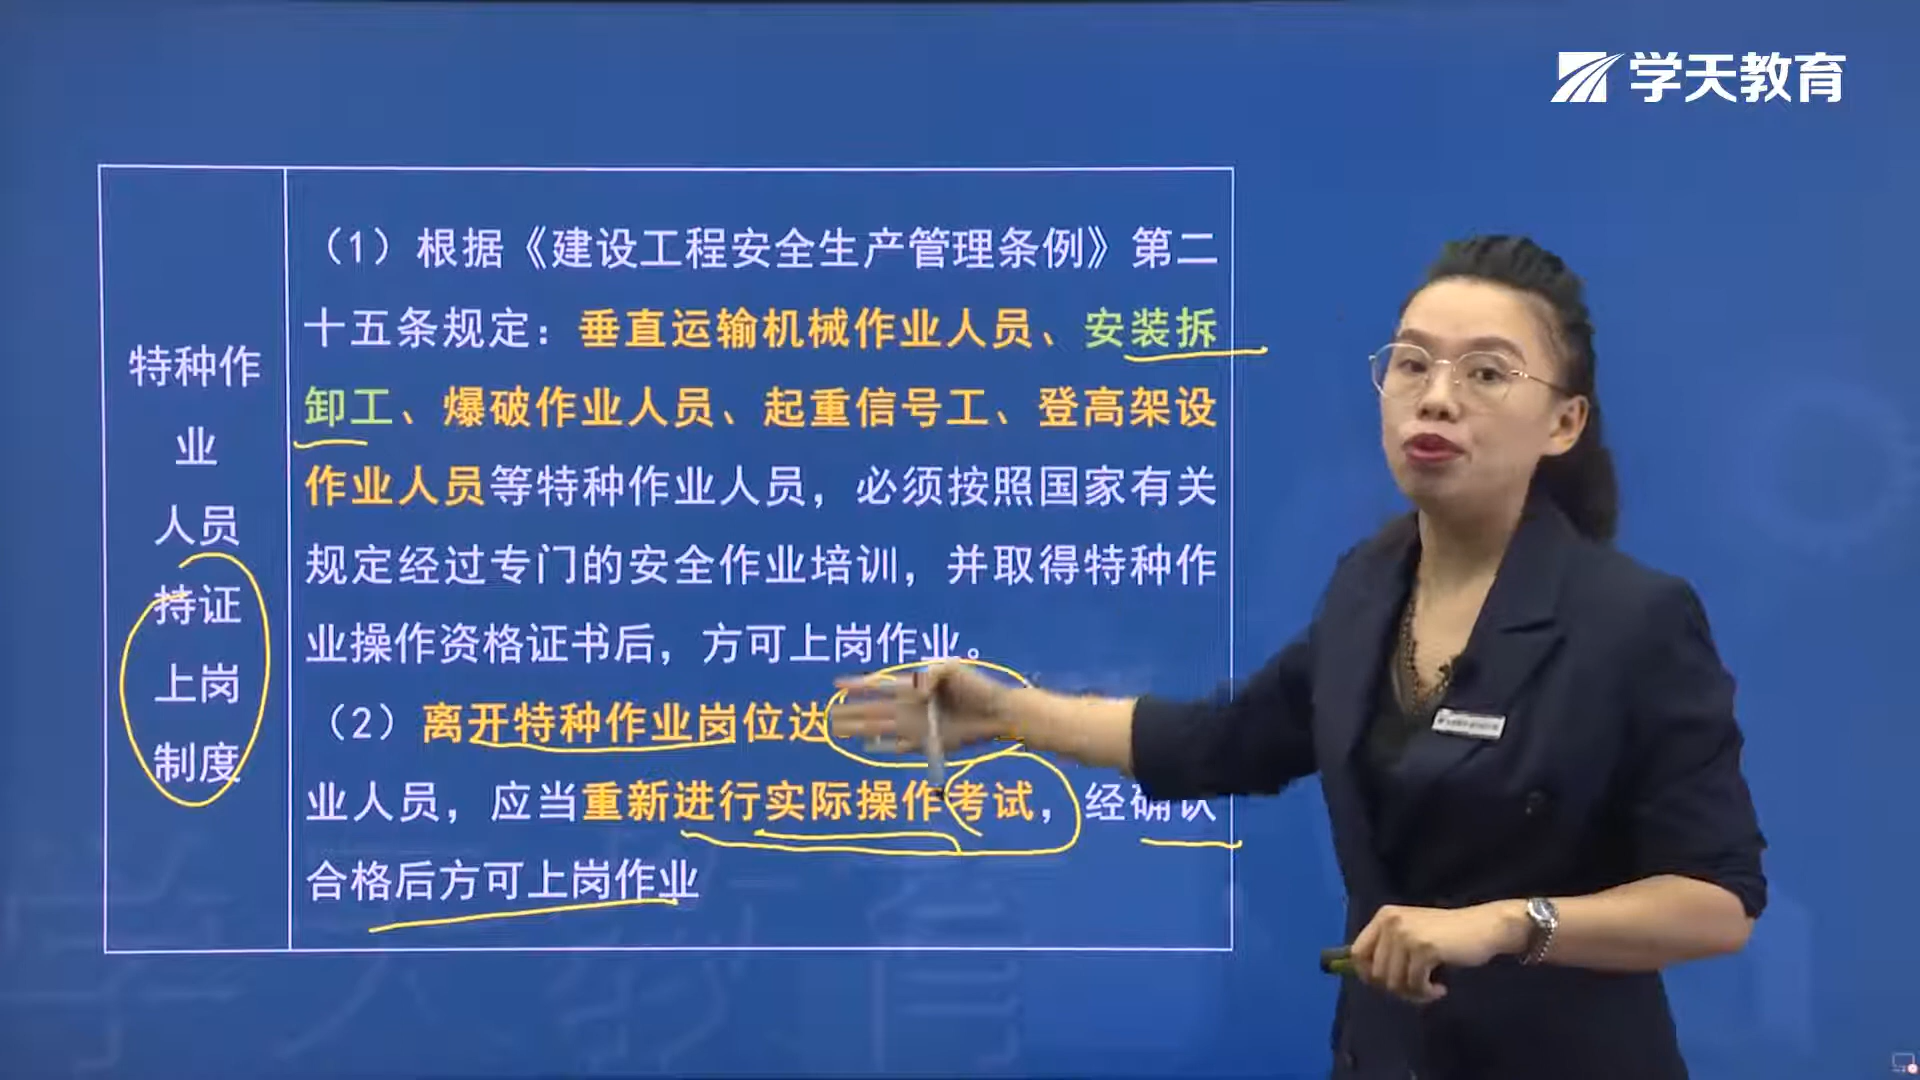 学天教育
特种作
业
人员
持证
上岗
制度
（1）根据《建设工程安全生产管理条例》第二
十五条规定：垂直运输机械作业人员、安装拆
卸工、爆破作业人员、起重信号工、登高架设
作业人员等特种作业人员，必须按照国家有关
规定经过专门的安全作业培训，并取得特种作
业操作资格证书后，方可上岗作业。
（2）离开特种作业岗位达
业人员，应当重新进行实际操作考试，经确认
合格后方可上岗作业